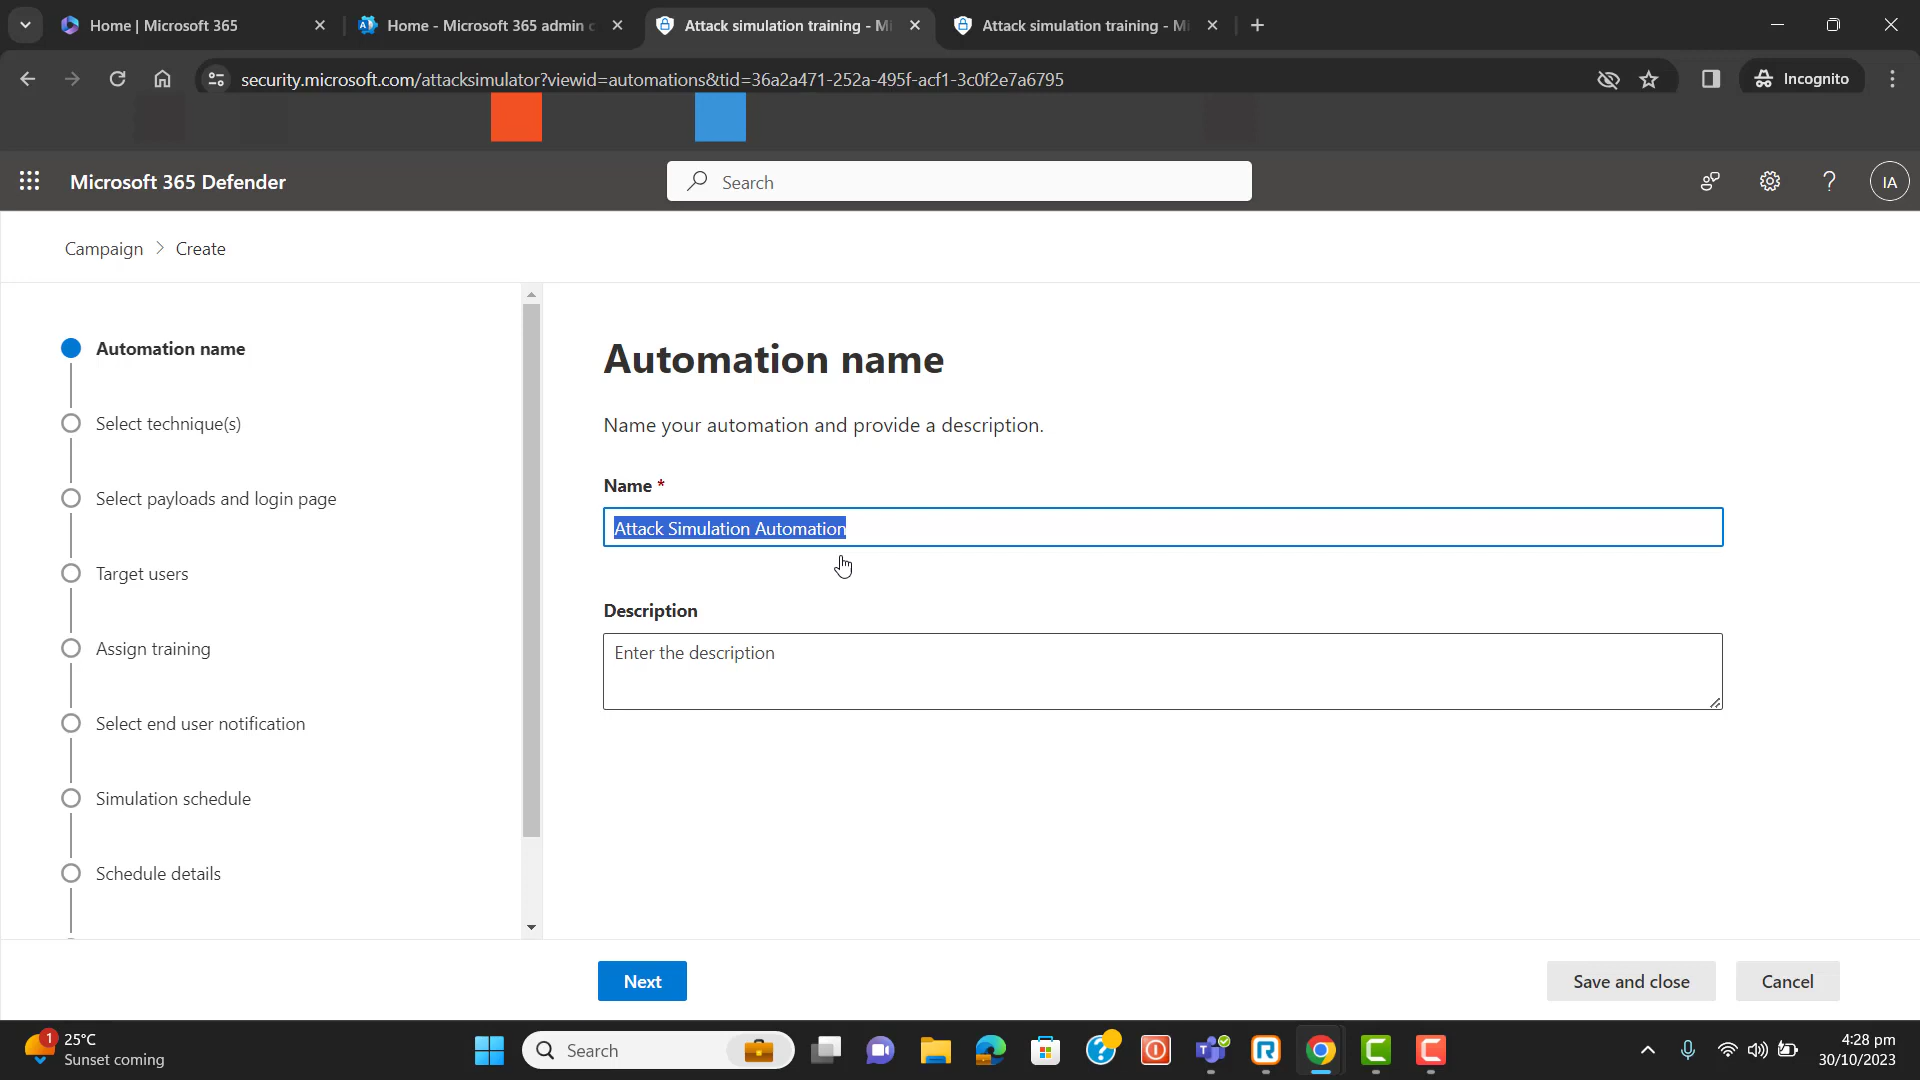 Home | Microsoft 365
Home - Microsoft 365 admin c
Attack simulation training - Mi
Attack simulation training - Mi
security.microsoft.com/attacksimulator?viewid=automations&tid=36a2a471-252a-495f-acf1-3c0f2e7a6795
Incognito
Microsoft 365 Defender
Search
IA
Campaign > Create
Automation name
Select technique(s)
Select payloads and login page
Target users
Assign training
Select end user notification
Simulation schedule
Schedule details
Automation name
Name your automation and provide a description.
Name *
Attack Simulation Automation
Description
Enter the description
Next
Save and close
Cancel
1
25°C
Sunset coming
Search
4:28 pm
30/10/2023